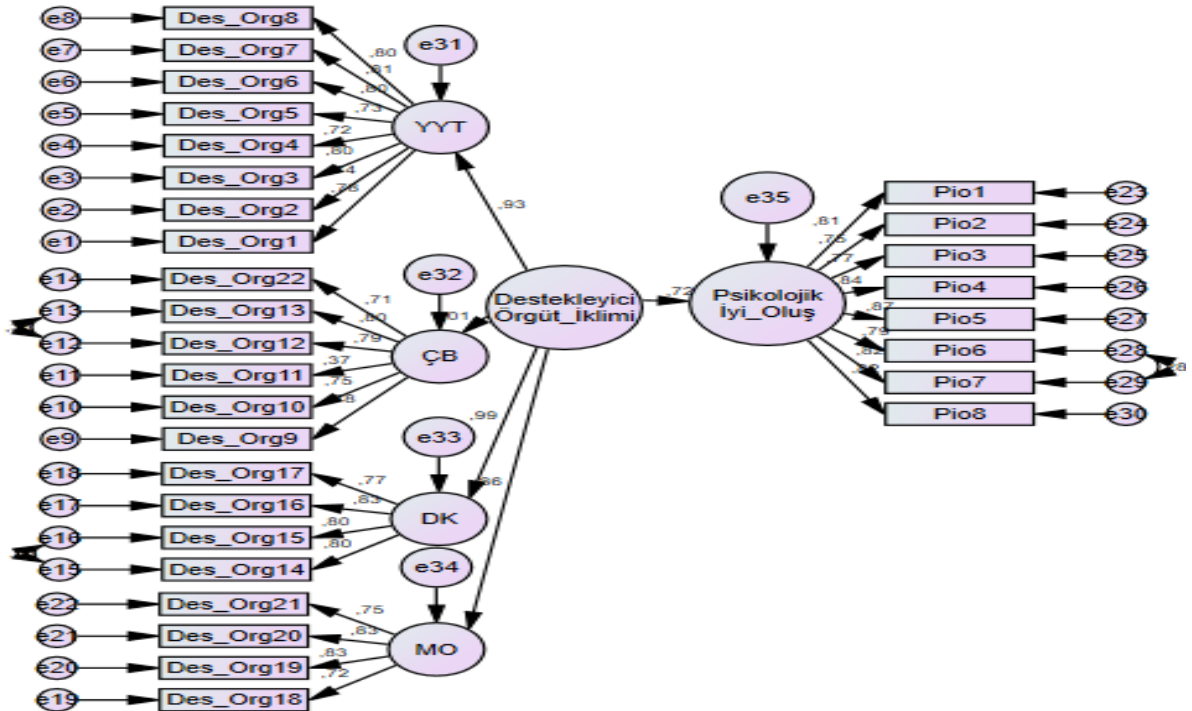 e8 Des_Org8
e7 Des_Org7
e6 Des_Org6
e5 Des_Org5
e4 Des_Org4
e3 Des_Org3
e2 Des_Org2
e1 Des_Org1
,80
,81
,80
,73
,72
,80
,78
e31
YYT
,93
e14 Des_Org22
e13 Des_Org13
e12 Des_Org12
e11 Des_Org11
e10 Des_Org10
e9 Des_Org9
,71
,80
,79
,37
,75
e32
ÇB
Destekleyici
Örgüt_İklimi
,72
e18 Des_Org17
e17 Des_Org16
e16 Des_Org15
e15 Des_Org14
,77
,83
,80
,80
e33
DK
,99
e22 Des_Org21
e21 Des_Org20
e20 Des_Org19
e19 Des_Org18
,75
,83
,83
,72
e34
MO
e35
Psikolojik
İyi_Oluş
,81
,75
,77
,84
,87
,79
,82
Pio1 e23
Pio2 e24
Pio3 e25
Pio4 e26
Pio5 e27
Pio6 e28
Pio7 e29
Pio8 e30